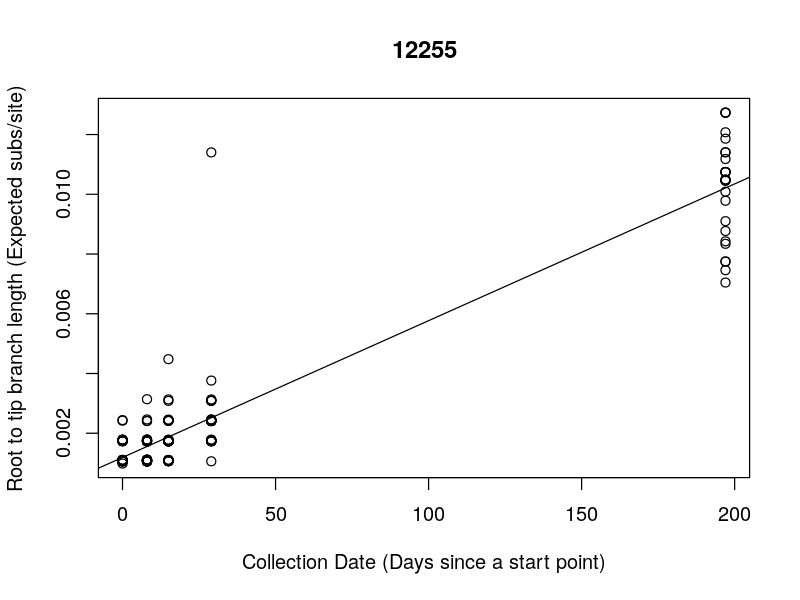 12255
Root to tip branch length (Expected subs/site)
0.010
0.006
0.002
0 50 100 150 200
Collection Date (Days since a start point)